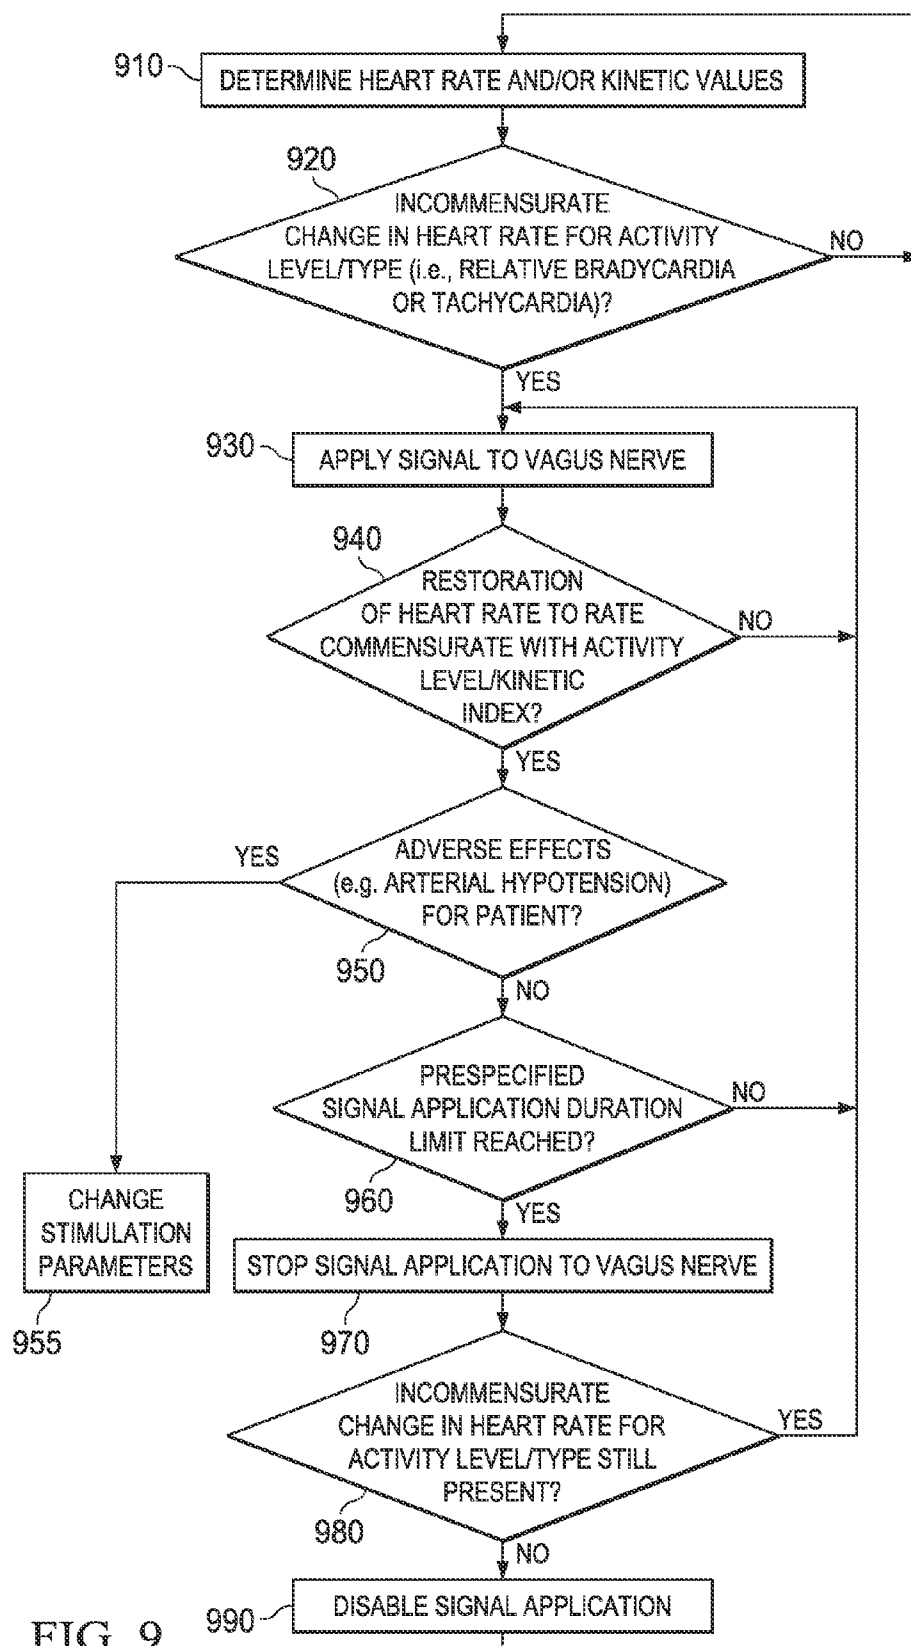 910
DETERMINE HEART RATE AND/OR KINETIC VALUES
920
INCOMMENSURATE
CHANGE IN HEART RATE FOR ACTIVITY
LEVEL/TYPE (i.e., RELATIVE BRADYCARDIA
OR TACHYCARDIA)?
NO
YES
930
APPLY SIGNAL TO VAGUS NERVE
940
RESTORATION
OF HEART RATE TO RATE
COMMENSURATE WITH ACTIVITY
LEVEL/KINETIC
INDEX?
NO
YES
ADVERSE EFFECTS
(e.g. ARTERIAL HYPOTENSION)
FOR PATIENT?
YES
950
NO
PRESPECIFIED
SIGNAL APPLICATION DURATION
LIMIT REACHED?
NO
960
YES
CHANGE
STIMULATION
PARAMETERS
955
STOP SIGNAL APPLICATION TO VAGUS NERVE
970
INCOMMENSURATE
CHANGE IN HEART RATE FOR
ACTIVITY LEVEL/TYPE STILL
PRESENT?
YES
980
NO
990
DISABLE SIGNAL APPLICATION
FIG. 9